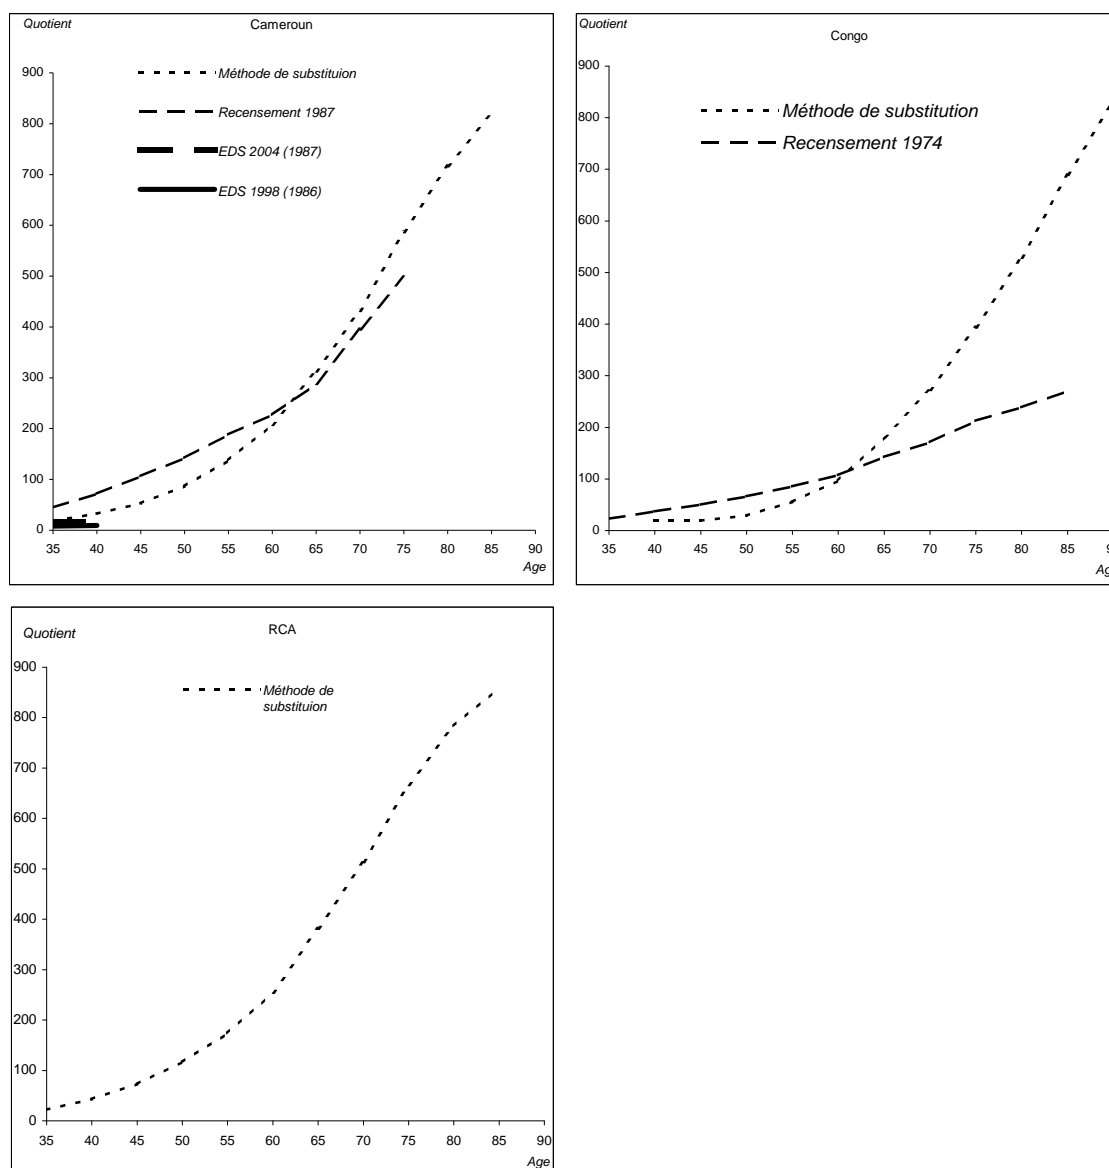 Quotient
Cameroun
900
800
700
600
500
400
300
200
100
0
Méthode de substituion
Recensement 1987
EDS 2004 (1987)
EDS 1998 (1986)
35 40 45 50 55 60 65 70 75 80 85 90
Age
Quotient
Congo
900
800
700
600
500
400
300
200
100
0
Méthode de substitution
Recensement 1974
35 40 45 50 55 60 65 70 75 80 85 90
Ag
Quotient
RCA
900
800
700
600
500
400
300
200
100
0
Méthode de
substituion
35 40 45 50 55 60 65 70 75 80 85 90
Age